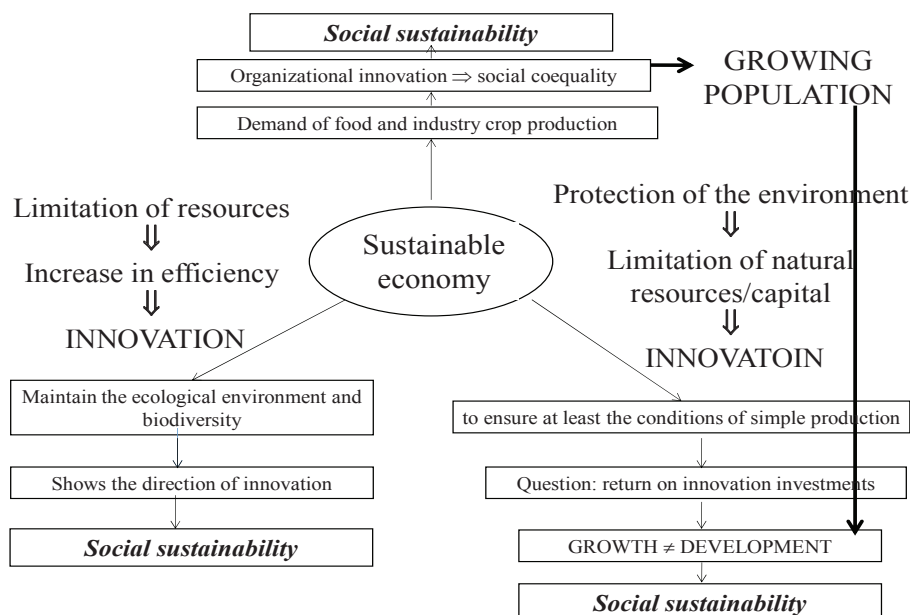 Social sustainability
Organizational innovation ⇒ social coequality
Demand of food and industry crop production
GROWING
POPULATION
Limitation of resources
⇓
Increase in efficiency
⇓
INNOVATION
Sustainable
economy
Protection of the environment
⇓
Limitation of natural
resources/capital
⇓
INNOVATOIN
Maintain the ecological environment and
biodiversity
Shows the direction of innovation
Social sustainability
to ensure at least the conditions of simple production
Question: return on innovation investments
GROWTH ≠ DEVELOPMENT
Social sustainability